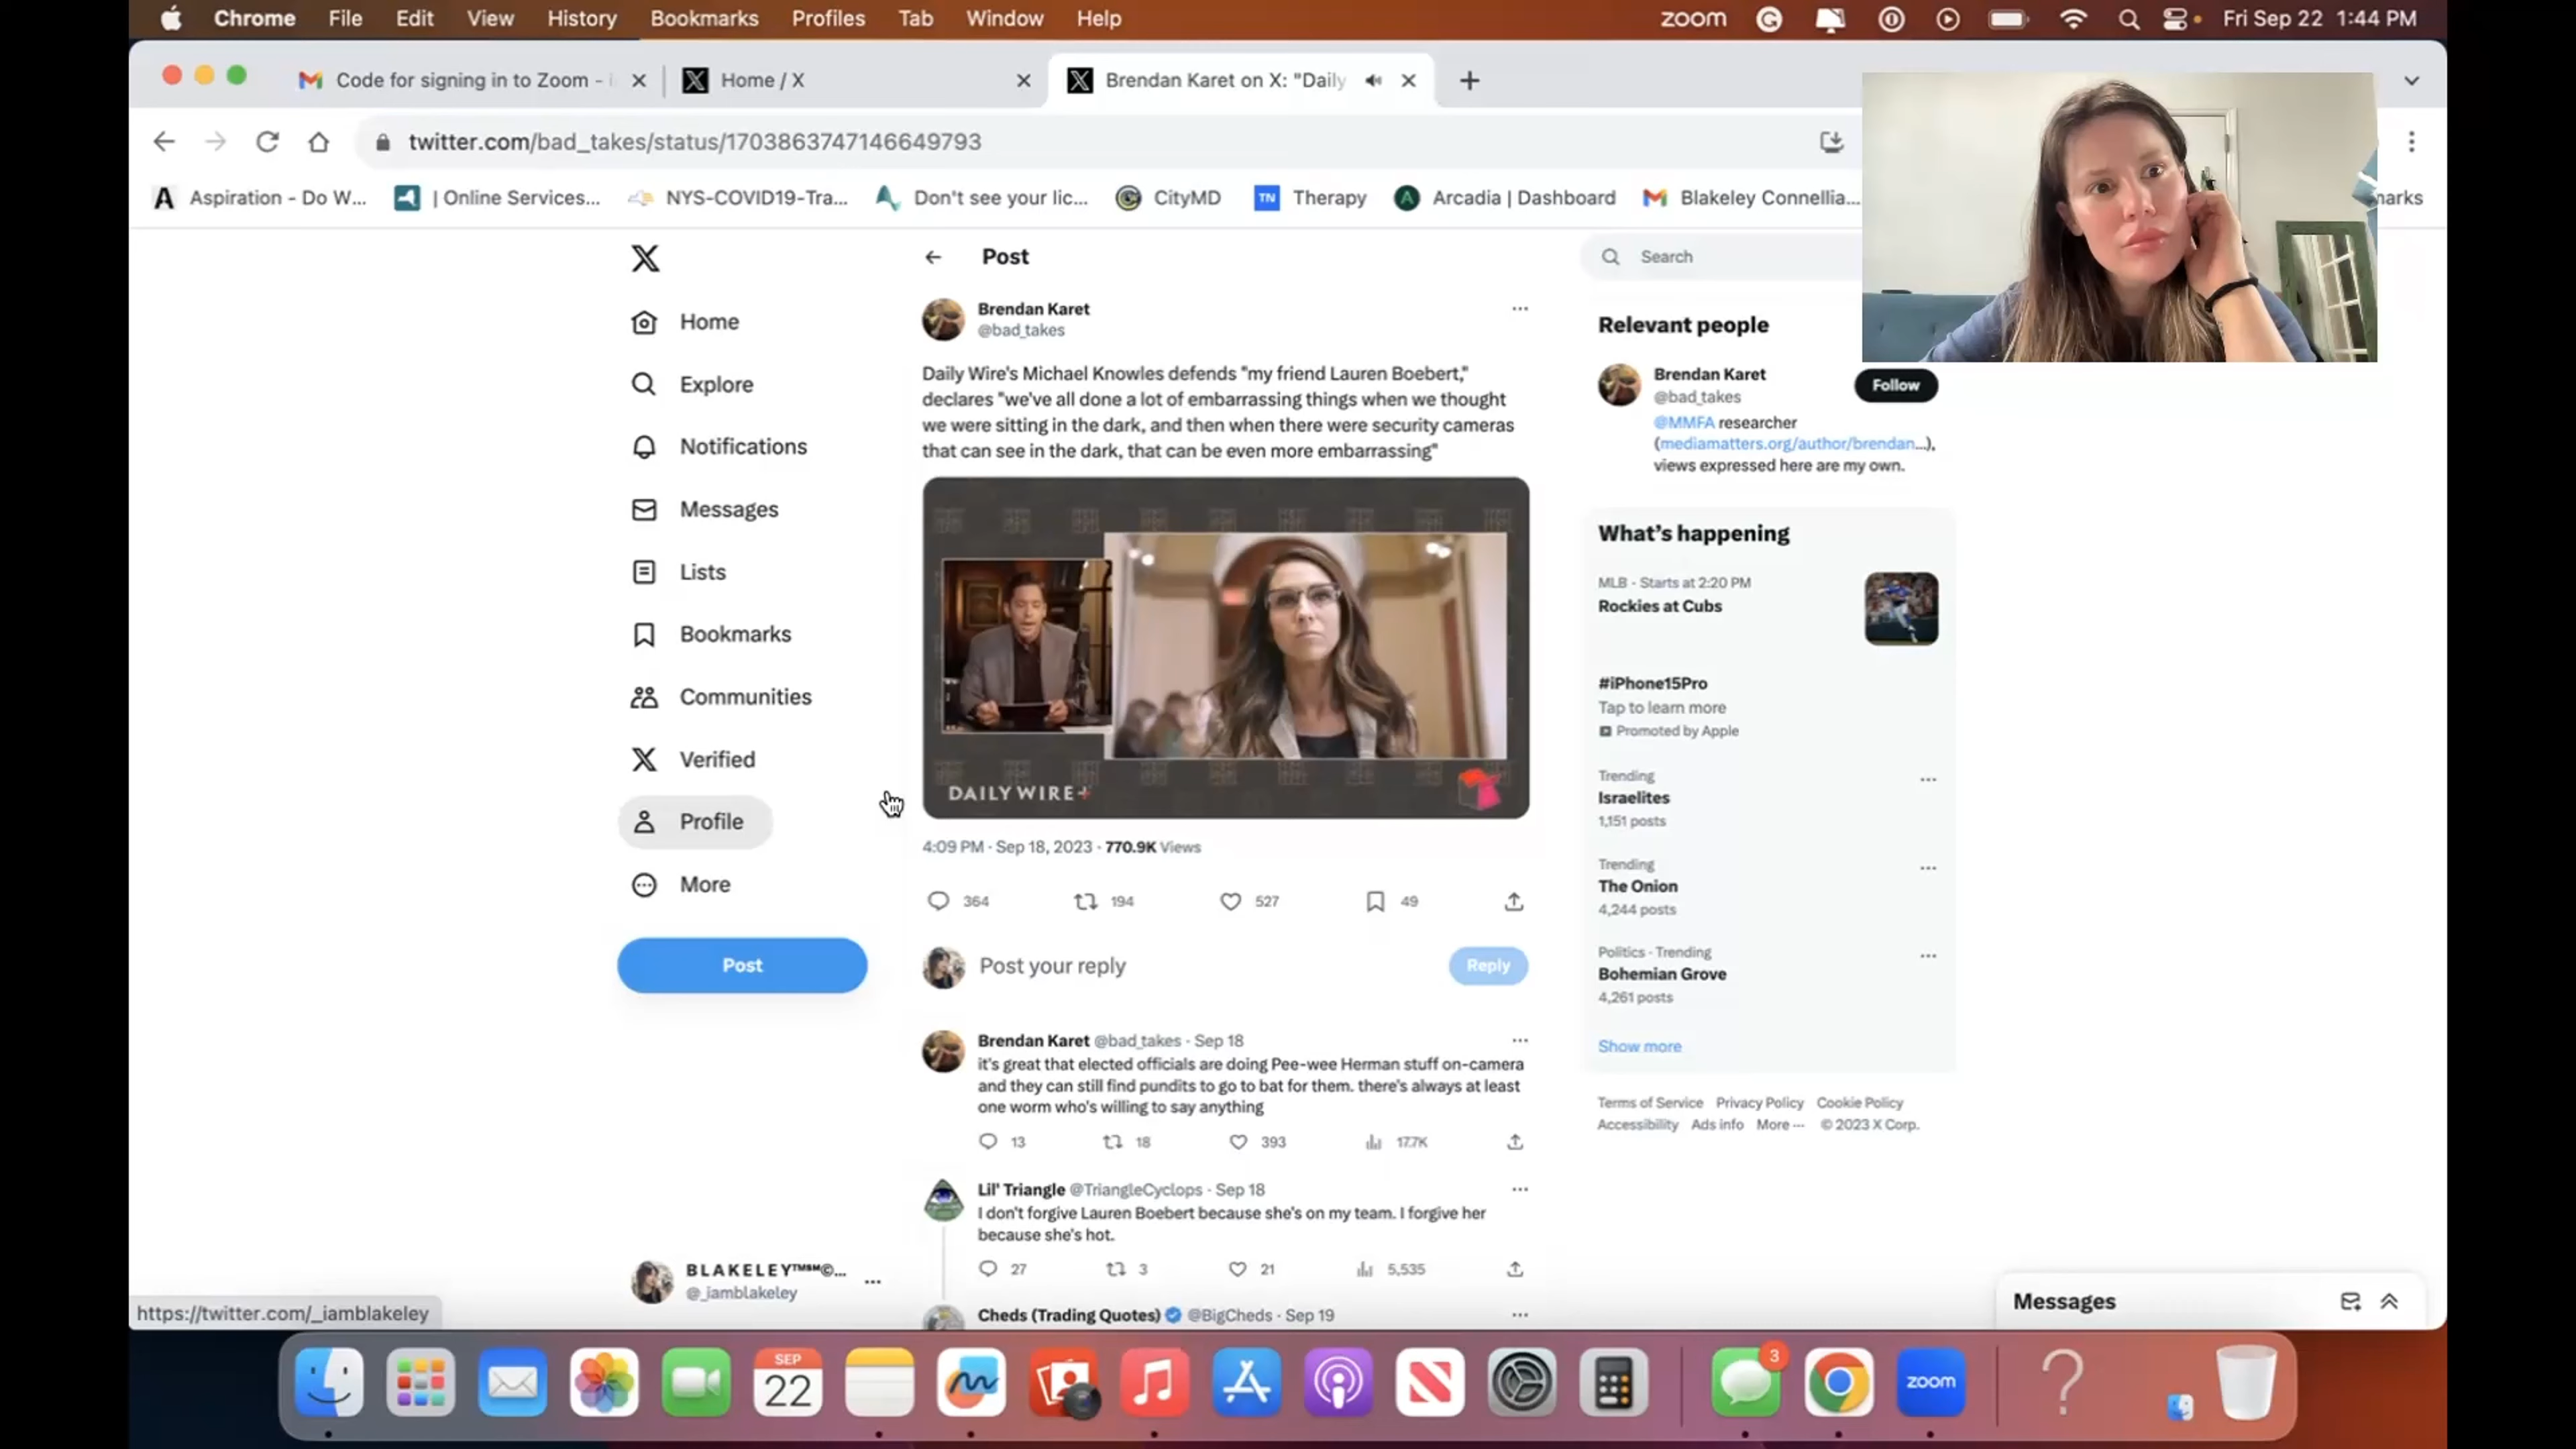 Chrome File Edit View History Bookmarks Profiles Tab Window Help zoom Fri Sep 22 1:44 PM
Code for signing in to Zoom - Home / X Brendan Karet on X: "Daily
twitter.com/bad_takes/status/1703863747146649793
Aspiration - Do W... | Online Services... NYS-COVID19-Tra... Don't see your lic... CityMD TN Therapy Arcadia | Dashboard Blakeley Connellia... marks
Home
Explore
Notifications
Messages
Lists
Bookmarks
Communities
Verified
Profile
More
Post
BLAKELEY™℠©...
@_iamblakeley
https://twitter.com/_iamblakeley
Post
Brendan Karet
@bad_takes
Daily Wire's Michael Knowles defends "my friend Lauren Boebert,"
declares "we've all done a lot of embarrassing things when we thought
we were sitting in the dark, and then when there were security cameras
that can see in the dark, that can be even more embarrassing"
DAILY WIRE+
4:09 PM · Sep 18, 2023 · 770.9K Views
364 194 527 49
Post your reply Reply
Brendan Karet @bad_takes · Sep 18
it's great that elected officials are doing Pee-wee Herman stuff on-camera
and they can still find pundits to go to bat for them. there's always at least
one worm who's willing to say anything
13 18 393 17.7K
Lil' Triangle @TriangleCyclops · Sep 18
I don't forgive Lauren Boebert because she's on my team. I forgive her
because she's hot.
27 3 21 5,535
Cheds (Trading Quotes) @BigCheds · Sep 19
Search
Relevant people
Brendan Karet
@bad_takes
Follow
@MMFA researcher
(mediamatters.org/author/brendan...),
views expressed here are my own.
What's happening
MLB · Starts at 2:20 PM
Rockies at Cubs
#iPhone15Pro
Tap to learn more
Promoted by Apple
Trending
Israelites
1,151 posts
Trending
The Onion
4,244 posts
Politics · Trending
Bohemian Grove
4,261 posts
Show more
Terms of Service Privacy Policy Cookie Policy
Accessibility Ads info More ··· © 2023 X Corp.
Messages
SEP
22
3
zoom